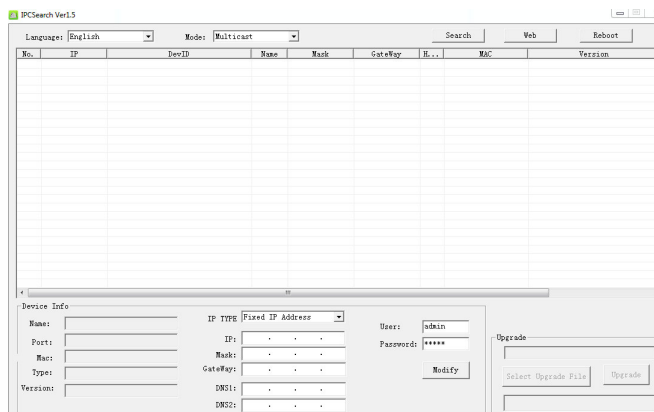 IPCSearch Ver1.5
Language: English Mode: Multicast Search Web Reboot
No. IP DevID Name Mask GateWay H... MAC Version
Device Info
Name:
Port:
Mac:
Type:
Version:
IP TYPE Fixed IP Address
IP: . . .
Mask: . . .
GateWay: . . .
DNS1: . . .
DNS2: . . .
User: admin
Password: *****
Modify
Upgrade
Select Upgrade File Upgrade